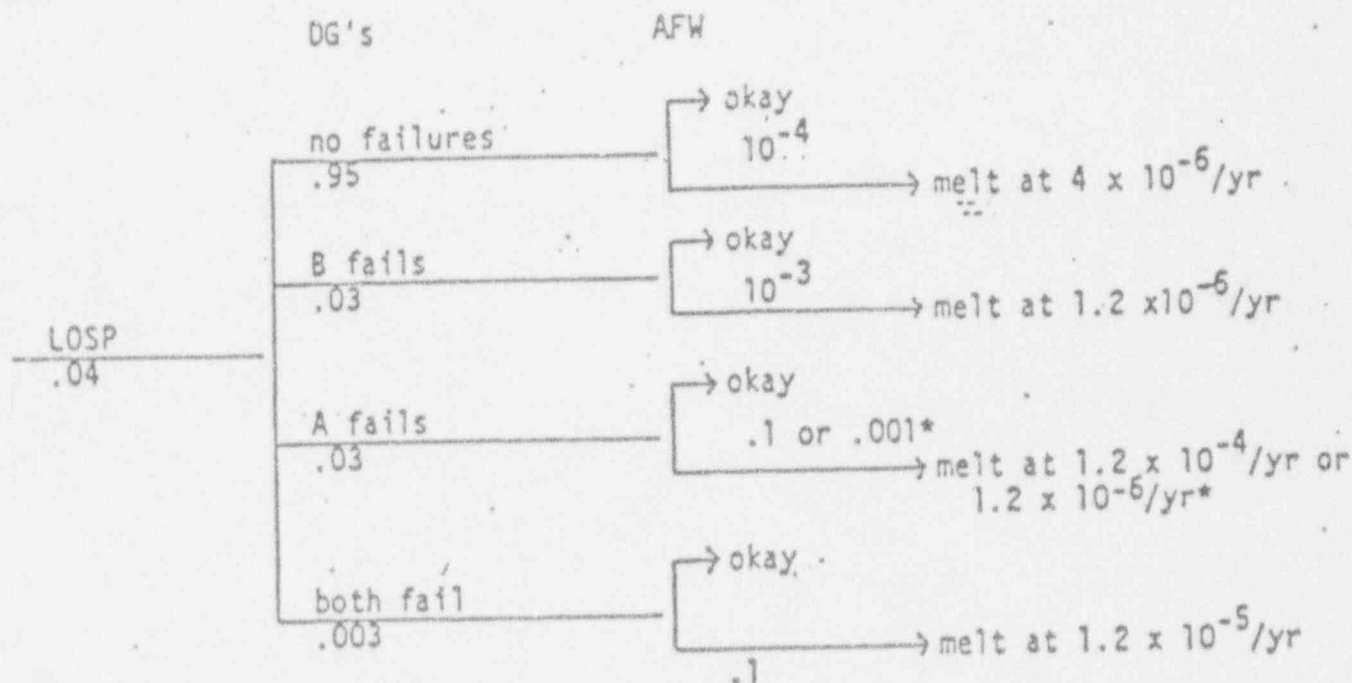 DG's AFW
okay
no failures 10⁻⁴
.95 melt at 4 x 10⁻⁶/yr
okay
B fails 10⁻³
.03 melt at 1.2 x10⁻⁶/yr
LOSP
.04
okay
A fails .1 or .001*
.03 melt at 1.2 x 10⁻⁴/yr or
1.2 x 10⁻⁶/yr*
okay
both fail
.003 melt at 1.2 x 10⁻⁵/yr
.1